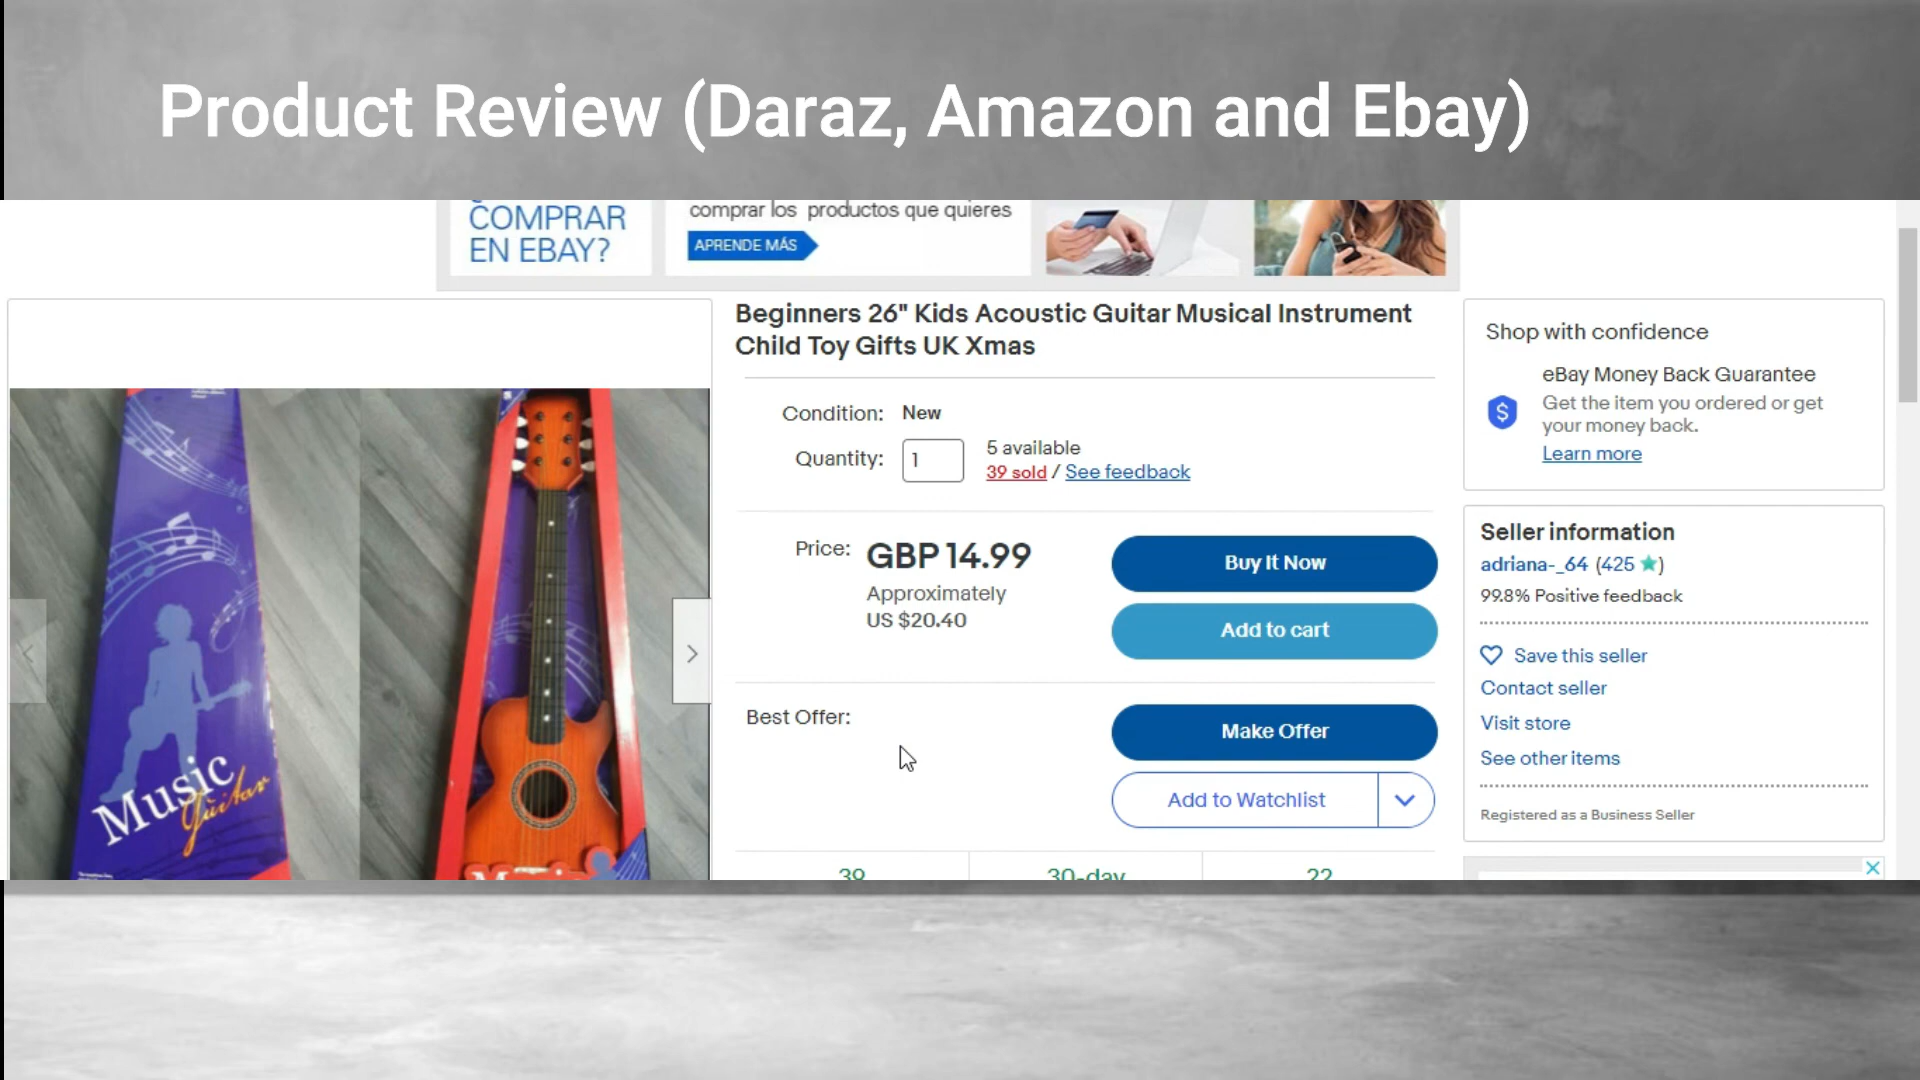 Product Review (Daraz, Amazon and Ebay)
COMPRAR
EN EBAY?
comprar los productos que quieres
APRENDE MÁS
Beginners 26" Kids Acoustic Guitar Musical Instrument
Child Toy Gifts UK Xmas
Condition: New
Quantity: 1
5 available
39 sold / See feedback
Price: GBP 14.99
Approximately
US $20.40
Buy It Now
Add to cart
Best Offer:
Make Offer
Add to Watchlist
39 30-day 22
Shop with confidence
eBay Money Back Guarantee
Get the item you ordered or get
your money back.
Learn more
Seller information
adriana-_64 (425)
99.8% Positive feedback
Save this seller
Contact seller
Visit store
See other items
Registered as a Business Seller
Music
Guitar